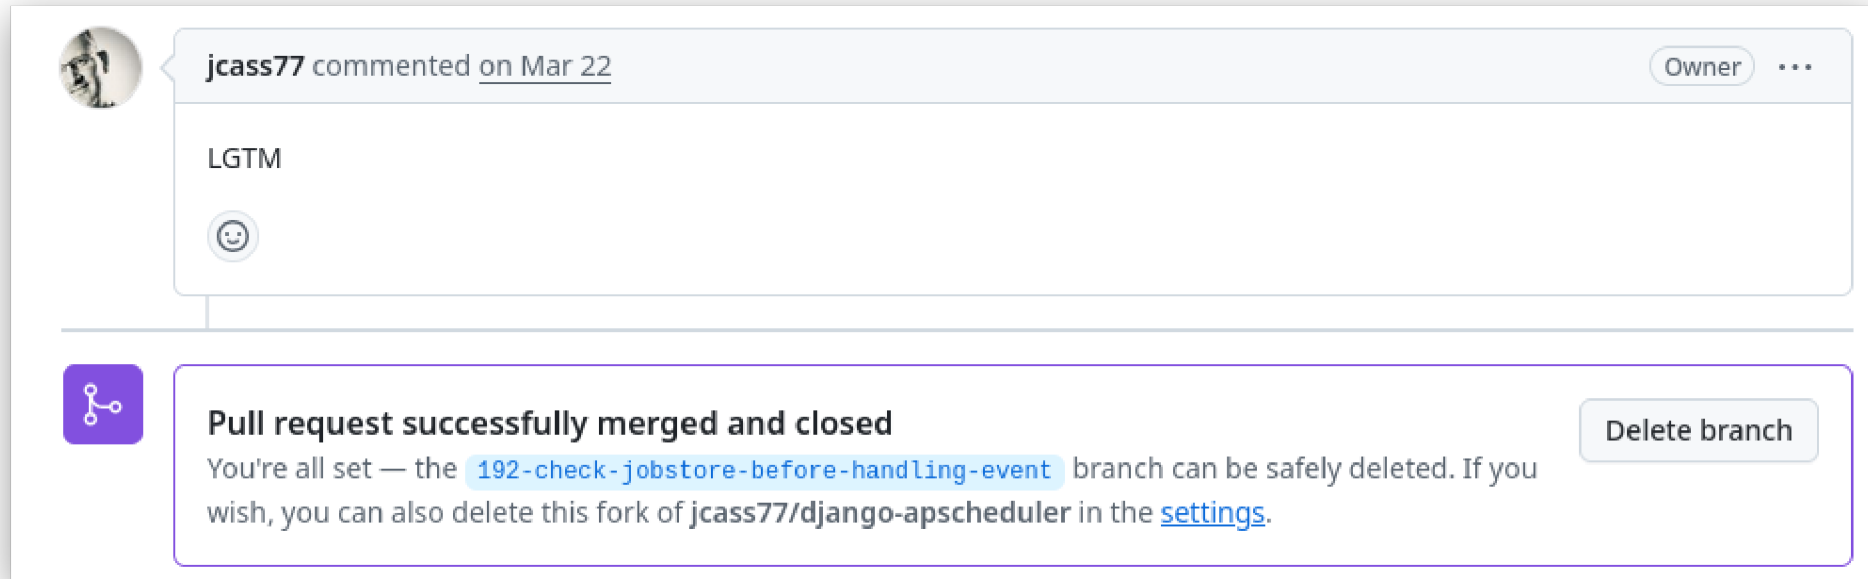 jcass77 commented on Mar 22 Owner
LGTM
Pull request successfully merged and closed
Delete branch
You're all set — the 192-check-jobstore-before-handling-event branch can be safely deleted. If you
wish, you can also delete this fork of jcass77/django-apscheduler in the settings.